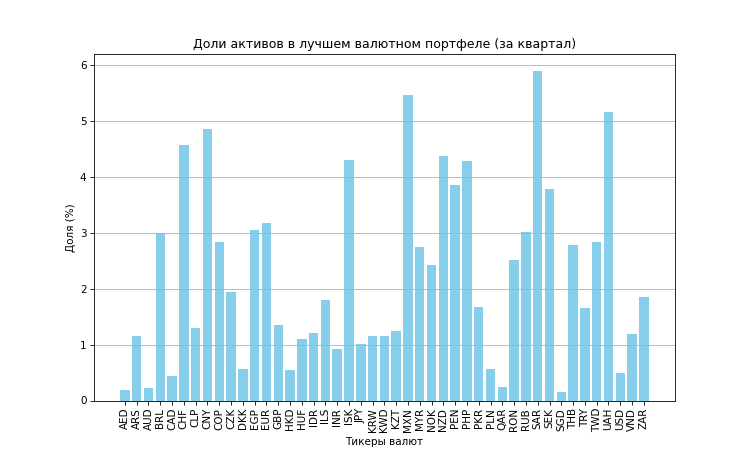 Доли активов в лучшем валютном портфеле (за квартал)
Доля (%)
6
5
4
3
2
1
0
AED ARS AUD BRL CAD CHF CLP CNY COP CZK DKK EGP EUR GBP HKD HUF IDR ILS INR ISK JPY KRW KWD KZT MXN MYR NOK NZD PEN PHP PKR PLN QAR RON RUB SAR SEK SGD THB TRY TWD UAH USD VND ZAR
Тикеры валют